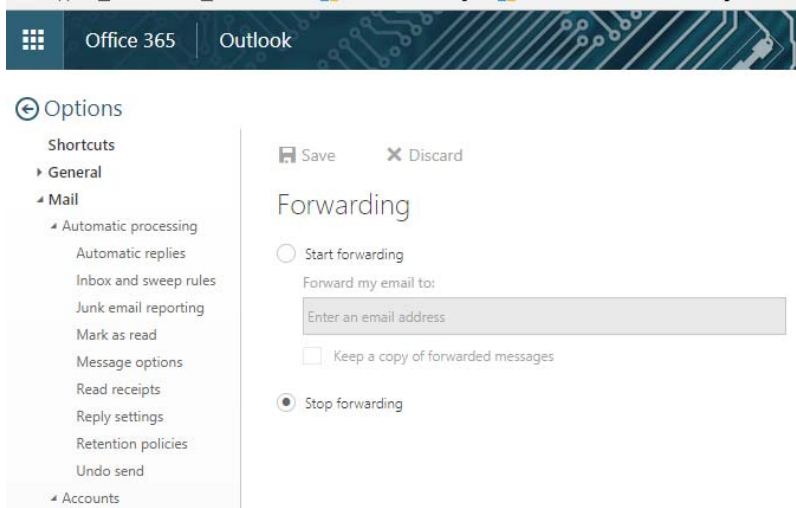 Office 365 Outlook
Options
Shortcuts
General
Mail
Automatic processing
Automatic replies
Inbox and sweep rules
Junk email reporting
Mark as read
Message options
Read receipts
Reply settings
Retention policies
Undo send
Accounts
Save Discard
Forwarding
Start forwarding
Forward my email to:
Enter an email address
Keep a copy of forwarded messages
Stop forwarding